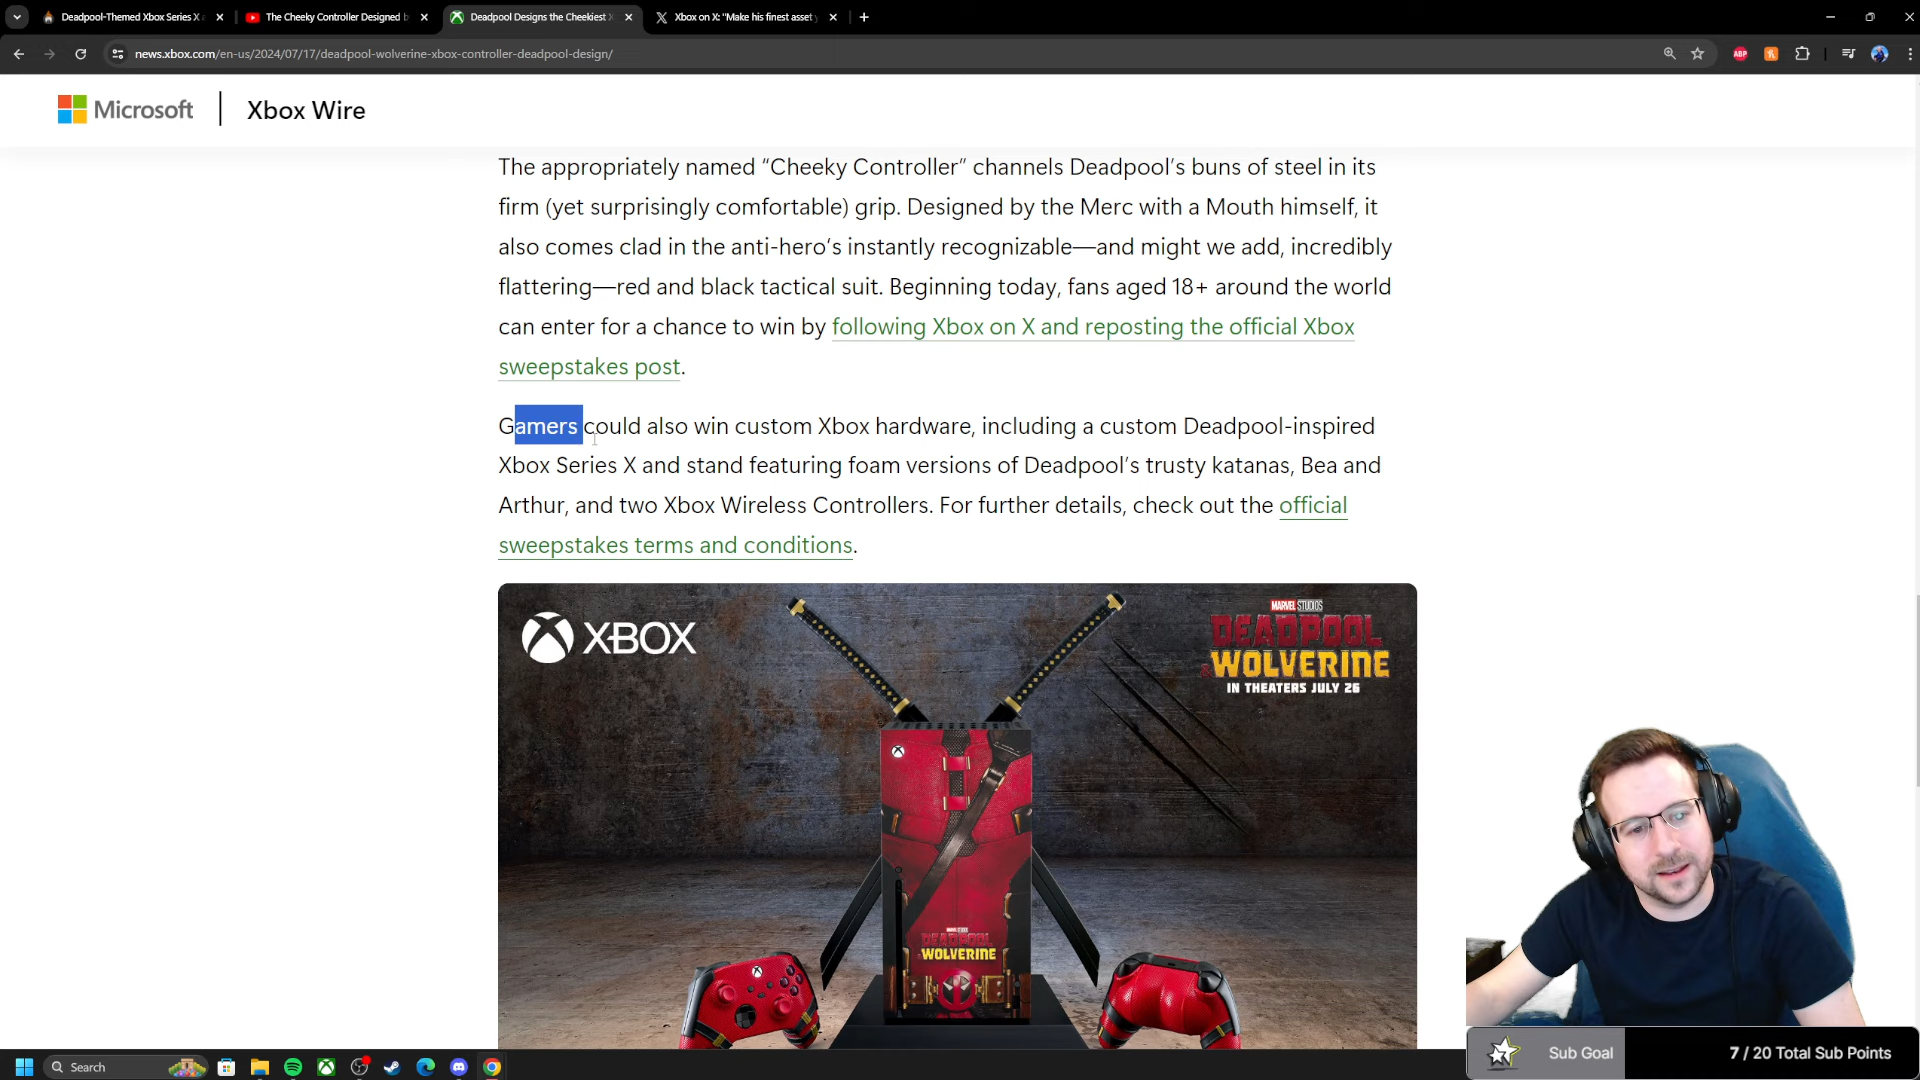 Deadpool-Themed Xbox Series X a
The Cheeky Controller Designed b
Deadpool Designs the Cheekiest X
Xbox on X: "Make his finest asset y
news.xbox.com/en-us/2024/07/17/deadpool-wolverine-xbox-controller-deadpool-design/
ABP
Microsoft | Xbox Wire
The appropriately named “Cheeky Controller” channels Deadpool’s buns of steel in its
firm (yet surprisingly comfortable) grip. Designed by the Merc with a Mouth himself, it
also comes clad in the anti-hero’s instantly recognizable—and might we add, incredibly
flattering—red and black tactical suit. Beginning today, fans aged 18+ around the world
can enter for a chance to win by following Xbox on X and reposting the official Xbox
sweepstakes post.
Gamers could also win custom Xbox hardware, including a custom Deadpool-inspired
Xbox Series X and stand featuring foam versions of Deadpool’s trusty katanas, Bea and
Arthur, and two Xbox Wireless Controllers. For further details, check out the official
sweepstakes terms and conditions.
XBOX
MARVEL STUDIOS
DEADPOOL
& WOLVERINE
IN THEATERS JULY 26
DEADPOOL
WOLVERINE
Search
Sub Goal
7 / 20 Total Sub Points